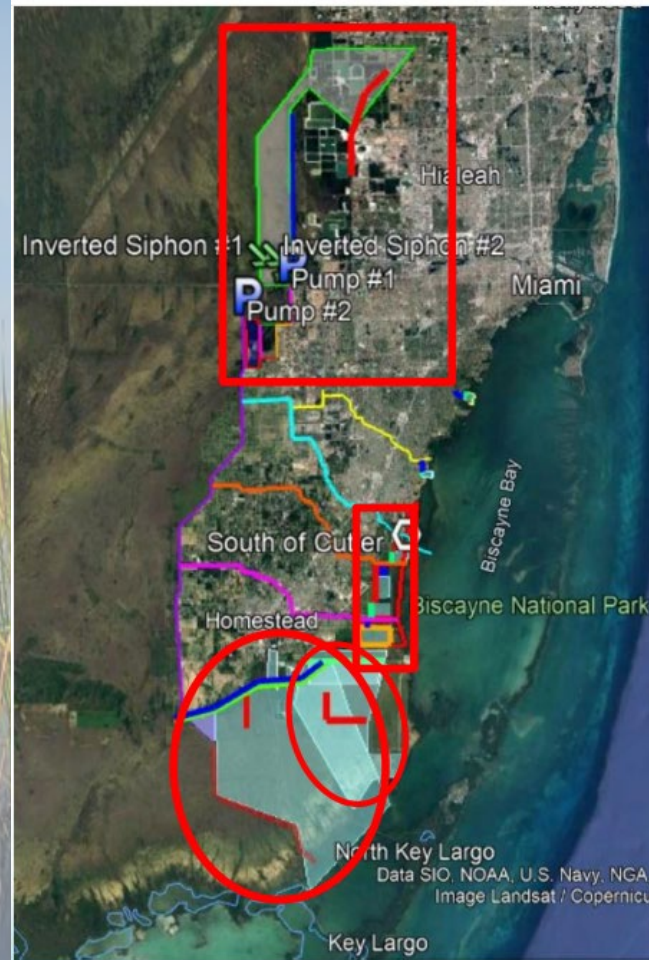 Hialeah
Inverted Siphon #1 Inverted Siphon #2
P Pump #1
P Pump #2
Miami
Biscayne Bay
South of Cutler
Biscayne National Park
Homestead
North Key Largo
Data SIO, NOAA, U.S. Navy, NGA
Image Landsat / Copernicu
Key Largo